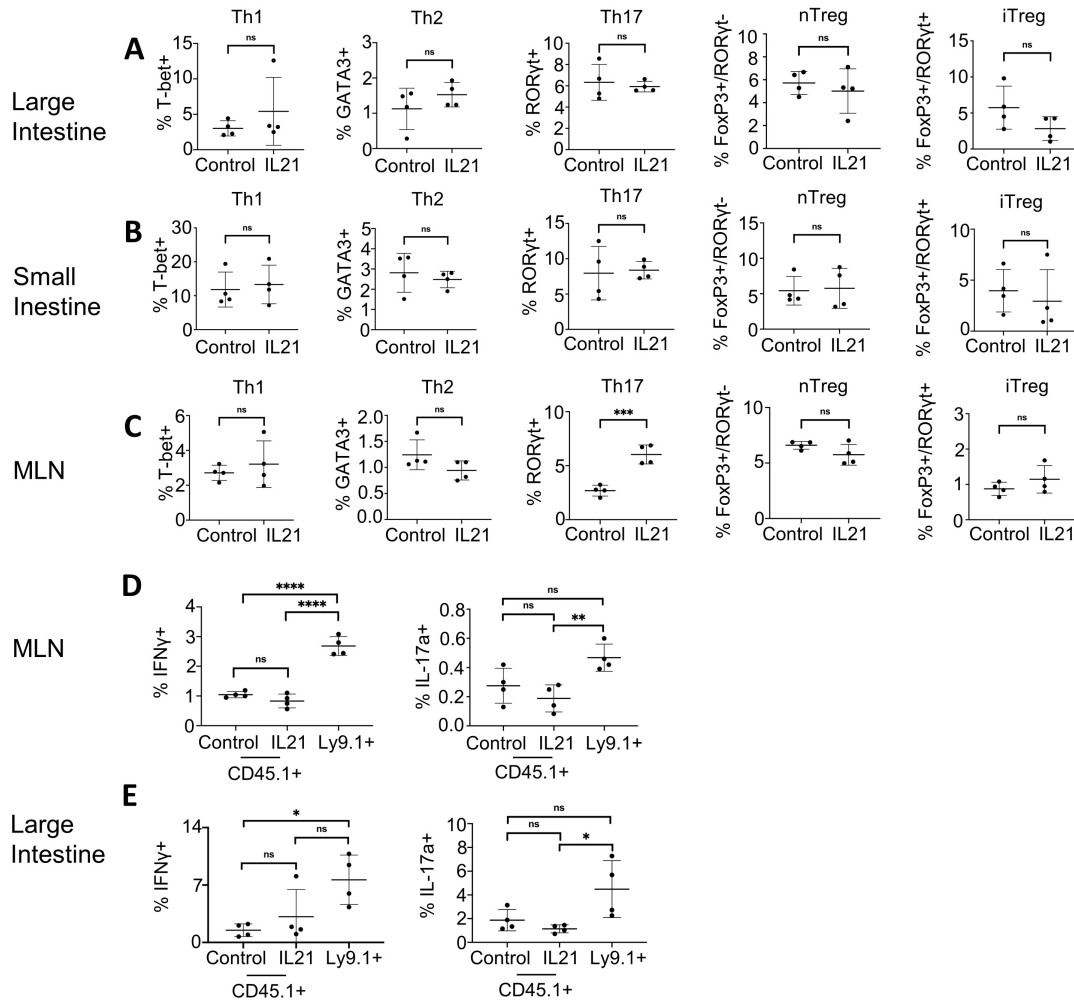 A
Large
Intestine
Th1
% T-bet+
15
10
5
0
ns
Control IL21
Th2
% GATA3+
3
2
1
0
ns
Control IL21
Th17
% RORγt+
10
8
6
4
2
0
ns
Control IL21
nTreg
% FoxP3+/RORγt-
10
8
6
4
2
0
ns
Control IL21
iTreg
% FoxP3+/RORγt+
15
10
5
0
ns
Control IL21
B
Small
Inestine
Th1
% T-bet+
30
20
10
0
ns
Control IL21
Th2
% GATA3+
5
4
3
2
1
0
ns
Control IL21
Th17
% RORγt+
15
10
5
0
ns
Control IL21
nTreg
% FoxP3+/RORγt-
15
10
5
0
ns
Control IL21
iTreg
% FoxP3+/RORγt+
10
5
0
ns
Control IL21
C
MLN
Th1
% T-bet+
6
4
2
0
ns
Control IL21
Th2
% GATA3+
2.0
1.5
1.0
0.5
0.0
ns
Control IL21
Th17
% RORγt+
10
5
0
***
Control IL21
nTreg
% FoxP3+/RORγt-
10
5
0
ns
Control IL21
iTreg
% FoxP3+/RORγt+
3
2
1
0
ns
Control IL21
D
MLN
% IFNγ+
4
3
2
1
0
****
****
ns
Control IL21 Ly9.1+
CD45.1+
% IL-17a+
0.8
0.6
0.4
0.2
0.0
ns
ns
**
Control IL21 Ly9.1+
CD45.1+
E
Large
Intestine
% IFNγ+
14
7
0
*
ns
ns
Control IL21 Ly9.1+
CD45.1+
% IL-17a+
10
8
6
4
2
0
ns
ns
*
Control IL21 Ly9.1+
CD45.1+